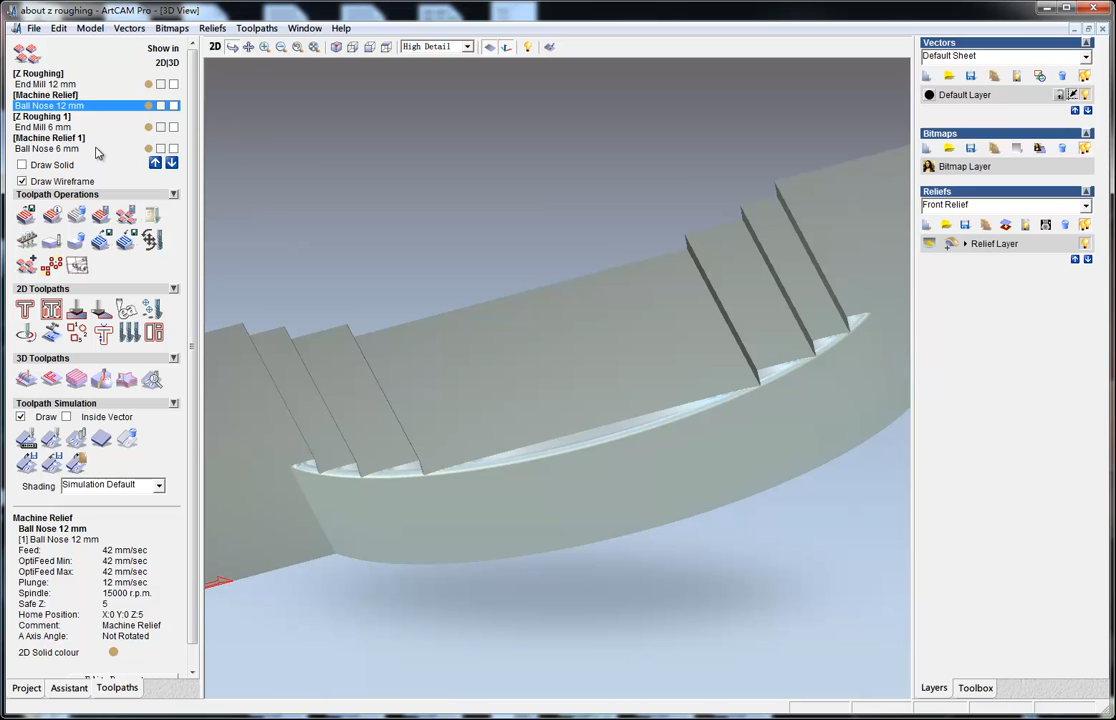 about z roughing - ArtCAM Pro - [3D View]
File Edit Model Vectors Bitmaps Reliefs Toolpaths Window Help
Show in
2D|3D
[Z Roughing]
End Mill 12 mm
[Machine Relief]
Ball Nose 12 mm
[Z Roughing 1]
End Mill 6 mm
[Machine Relief 1]
Ball Nose 6 mm
Draw Solid
Draw Wireframe
Toolpath Operations
2D Toolpaths
3D Toolpaths
Toolpath Simulation
Draw Inside Vector
Shading Simulation Default
Machine Relief
Ball Nose 12 mm
[1] Ball Nose 12 mm
Feed: 42 mm/sec
OptiFeed Min: 42 mm/sec
OptiFeed Max: 42 mm/sec
Plunge: 12 mm/sec
Spindle: 15000 r.p.m.
Safe Z: 5
Home Position: X:0 Y:0 Z:5
Comment: Machine Relief
A Axis Angle: Not Rotated
2D Solid colour
Project Assistant Toolpaths
2D High Detail
Vectors
Default Sheet
Default Layer
Bitmaps
Bitmap Layer
Reliefs
Front Relief
Relief Layer
Layers Toolbox